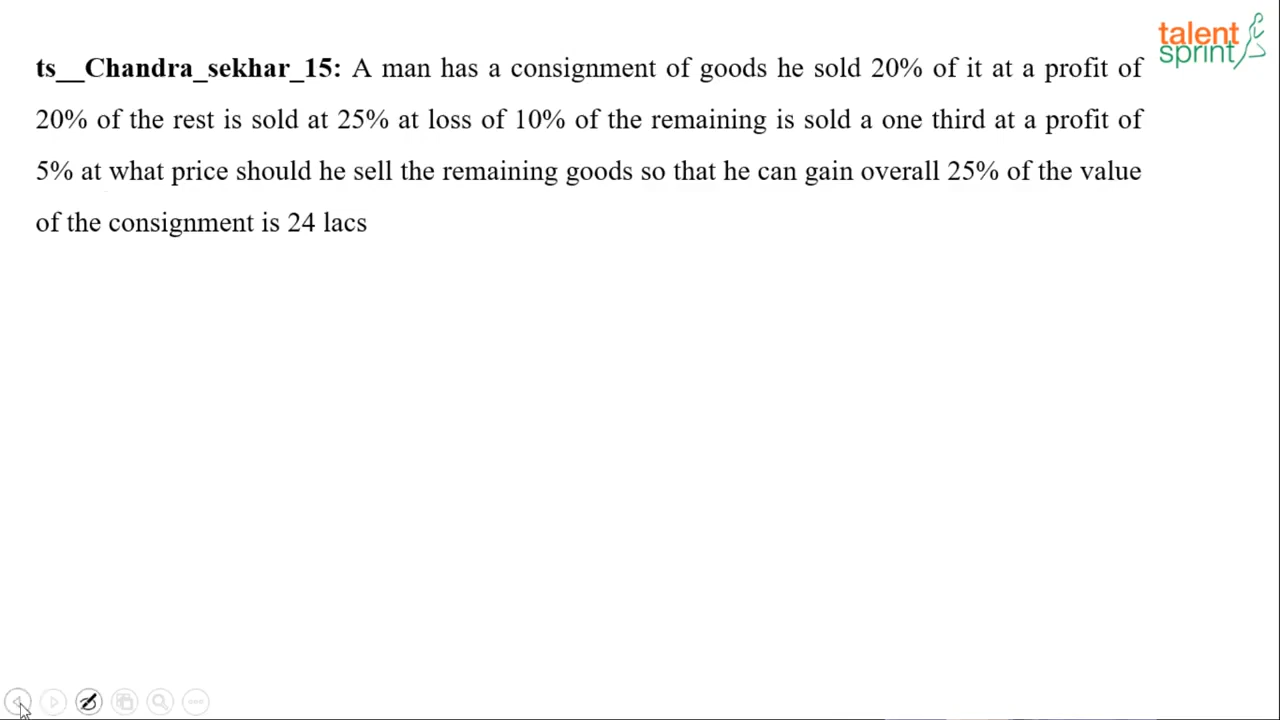 talent
sprint
ts__Chandra_sekhar_15: A man has a consignment of goods he sold 20% of it at a profit of
20% of the rest is sold at 25% at loss of 10% of the remaining is sold a one third at a profit of
5% at what price should he sell the remaining goods so that he can gain overall 25% of the value
of the consignment is 24 lacs